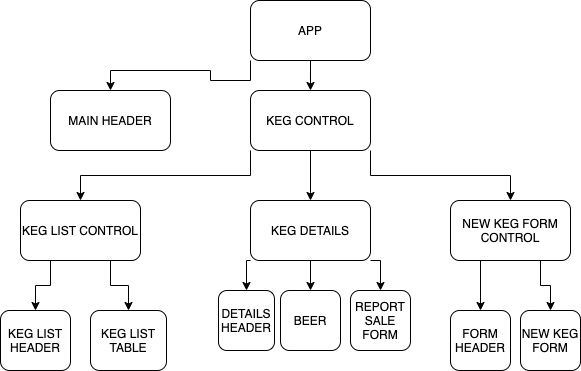 APP
MAIN HEADER
KEG CONTROL
KEG LIST CONTROL
KEG DETAILS
NEW KEG FORM
CONTROL
KEG LIST
HEADER
KEG LIST
TABLE
DETAILS
HEADER
BEER
REPORT
SALE
FORM
FORM
HEADER
NEW KEG
FORM